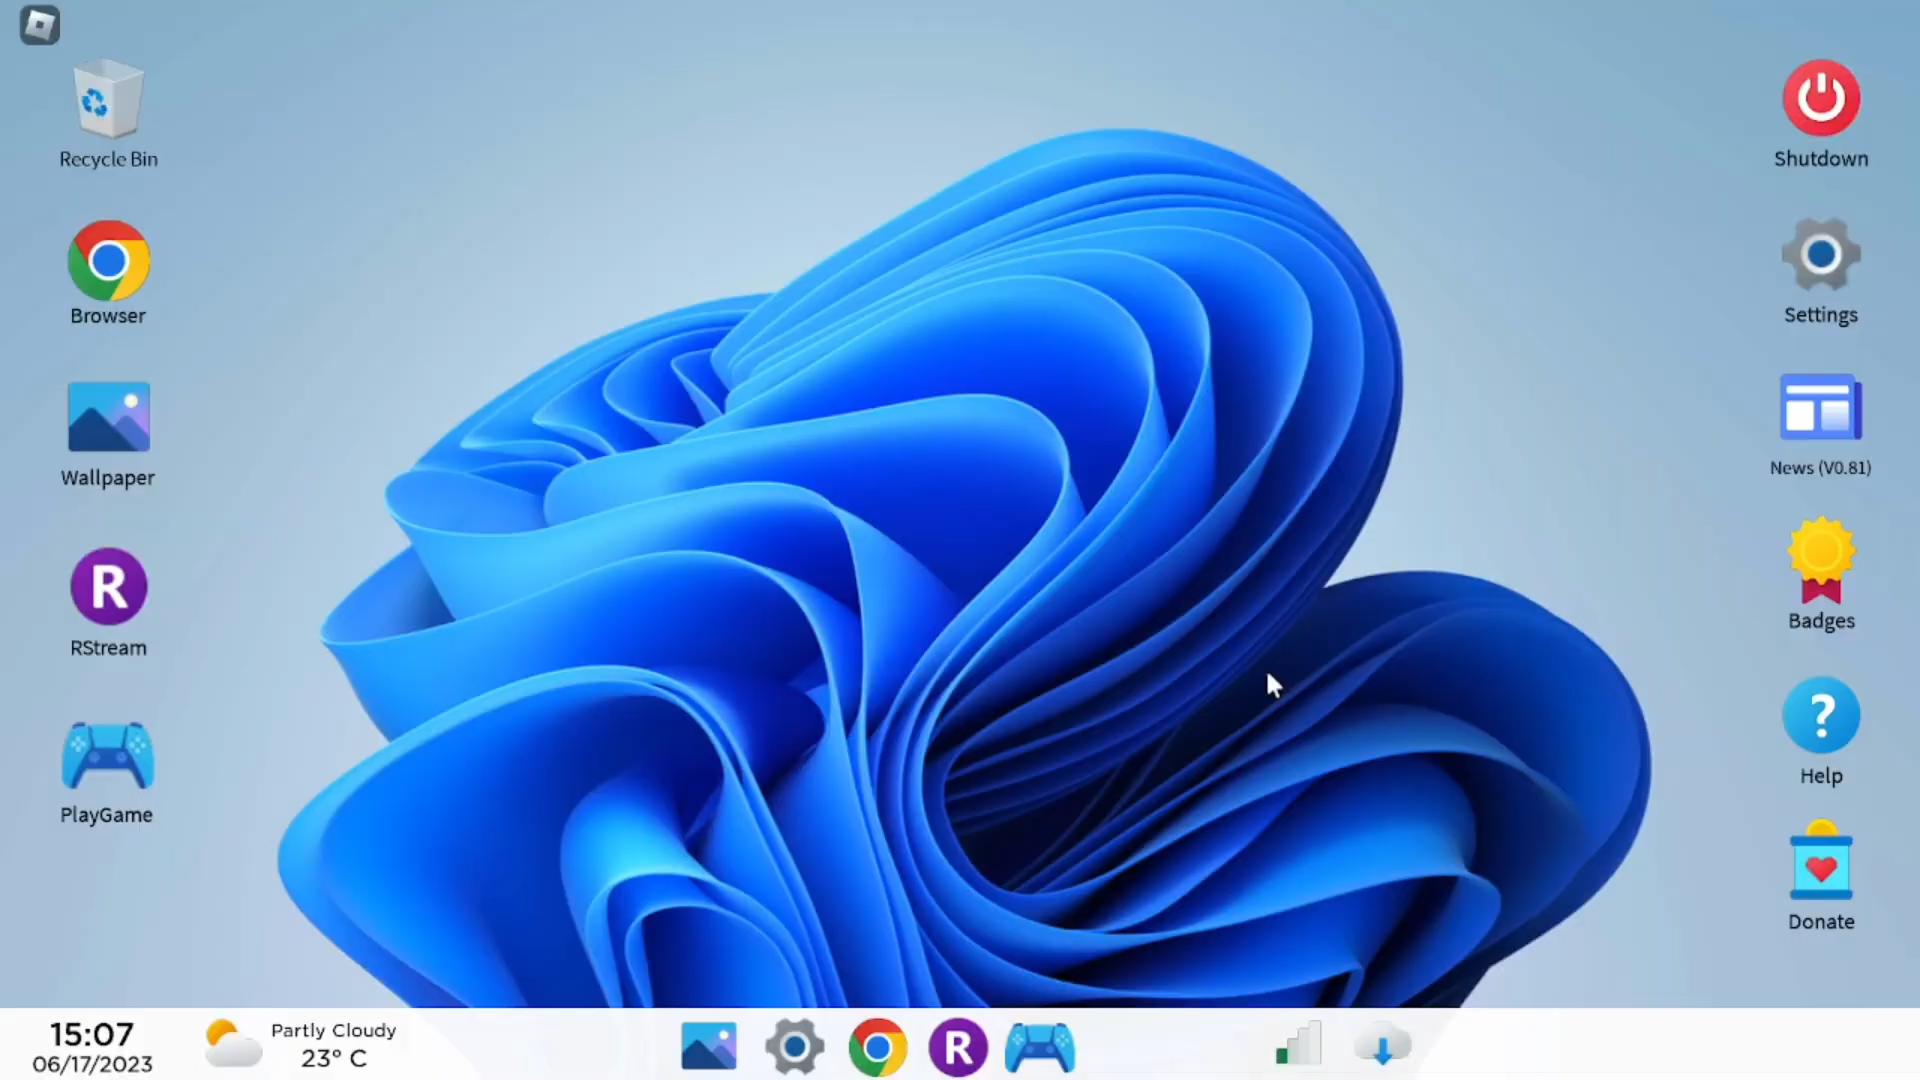 Recycle Bin
Browser
Wallpaper
R
RStream
PlayGame
Shutdown
Settings
News (V0.81)
Badges
?
Help
Donate
15:07
06/17/2023
Partly Cloudy
23° C
R